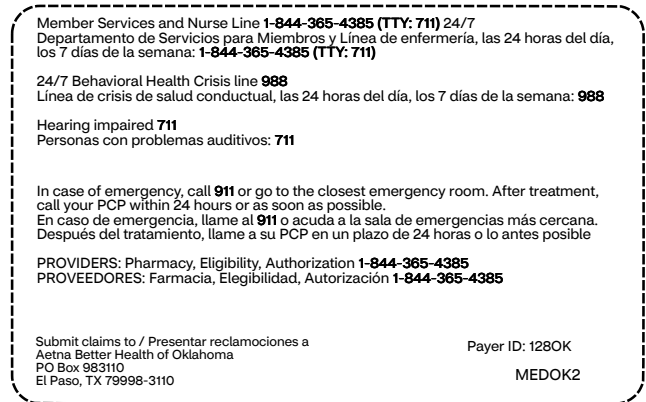 Member Services and Nurse Line 1-844-365-4385 (TTY: 711) 24/7
Departamento de Servicios para Miembros y Línea de enfermería, las 24 horas del día,
los 7 días de la semana: 1-844-365-4385 (TTY: 711)
24/7 Behavioral Health Crisis line 988
Línea de crisis de salud conductual, las 24 horas del día, los 7 días de la semana: 988
Hearing impaired 711
Personas con problemas auditivos: 711
In case of emergency, call 911 or go to the closest emergency room. After treatment,
call your PCP within 24 hours or as soon as possible.
En caso de emergencia, llame al 911 o acuda a la sala de emergencias más cercana.
Después del tratamiento, llame a su PCP en un plazo de 24 horas o lo antes posible
PROVIDERS: Pharmacy, Eligibility, Authorization 1-844-365-4385
PROVEEDORES: Farmacia, Elegibilidad, Autorización 1-844-365-4385
Submit claims to / Presentar reclamociones a
Aetna Better Health of Oklahoma
PO Box 983110
El Paso, TX 79998-3110
Payer ID: 128OK
MEDOK2